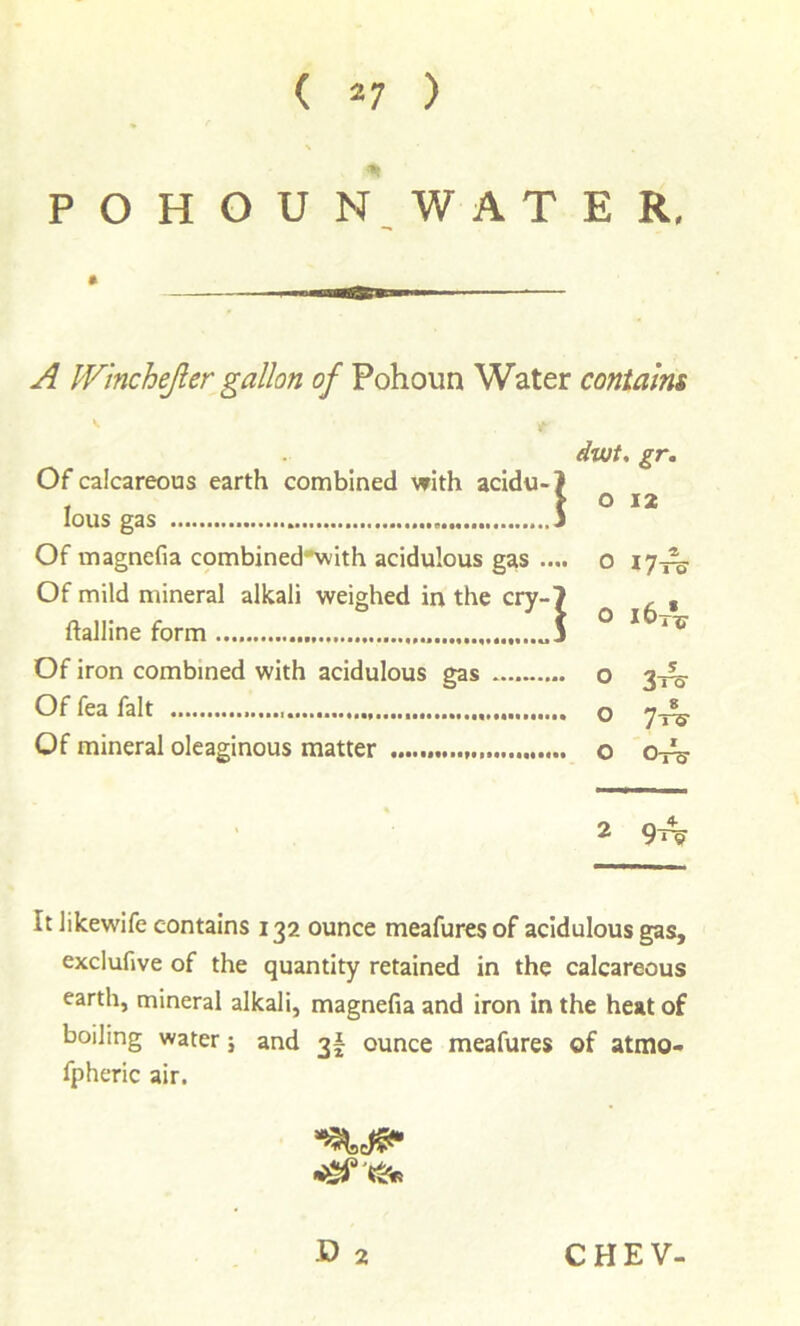 ( 27 )
POHOUN WATER.
A Wincheſter gallon of Pohoun Water contains
dwt. gr.
Of calcareous earth combined with acidu-
lous gas ........................ } 0 12
Of magneſia combined with acidulous gas .... 0 17 2/10
Of mild mineral alkali weighed in the cry-
ſtalline form ........................ } 0 16 8/10
Of iron combined with acidulous gas .......... 0 3 5/10
Of ſea ſalt ........................ 0 7 8/10
Of mineral oleaginous matter ........................ 0 0 1/10
2 9 4/10
It likewiſe contains 132 ounce meaſures of acidulous gas,
excluſive of the quantity retained in the calcareous
earth, mineral alkali, magneſia and iron in the heat of
boiling water; and 3½ ounce meaſures of atmo-
ſpheric air.
D 2 CHEV-